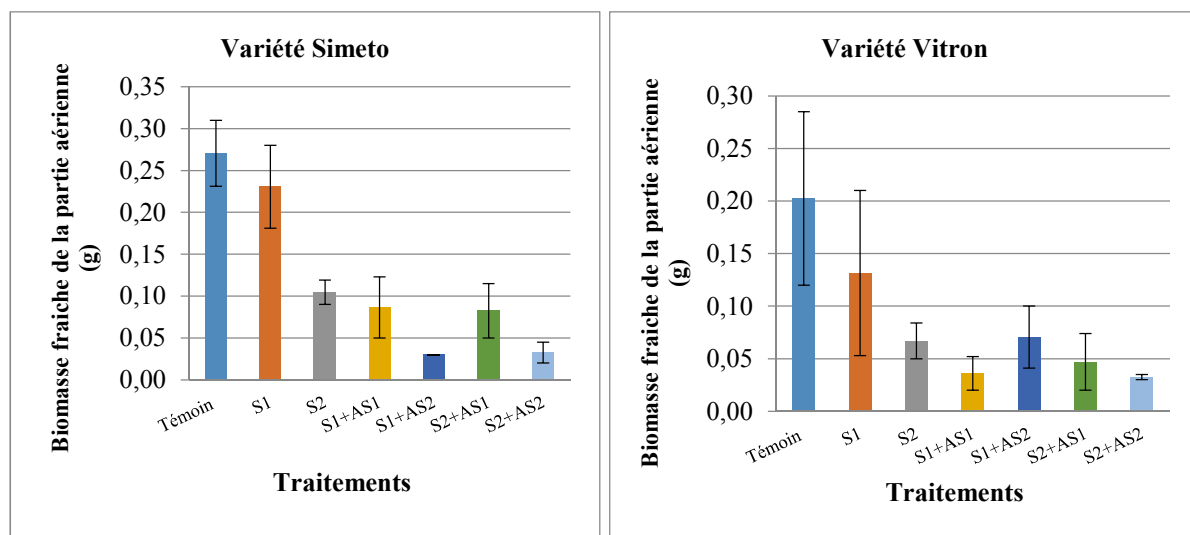 Variété Simeto
Biomasse fraiche de la partie aérienne
(g)
0,35
0,30
0,25
0,20
0,15
0,10
0,05
0,00
Témoin
S1
S2
S1+AS1
S1+AS2
S2+AS1
S2+AS2
Traitements
Variété Vitron
Biomasse fraiche de la partie aérienne
(g)
0,30
0,25
0,20
0,15
0,10
0,05
0,00
Témoin
S1
S2
S1+AS1
S1+AS2
S2+AS1
S2+AS2
Traitements